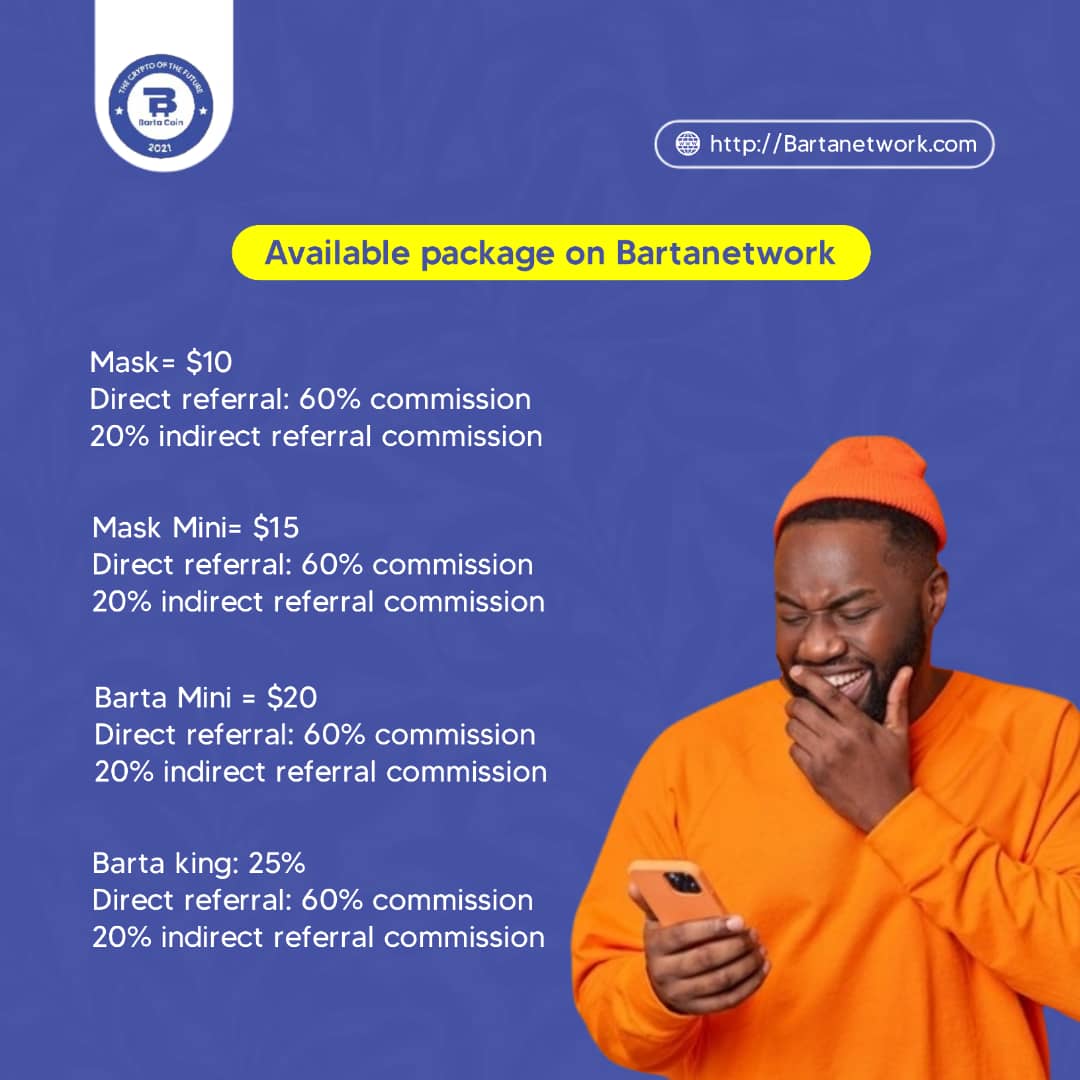 THE CRYPTO OF THE FUTURE
Barta Coin
2021
http://Bartanetwork.com
Available package on Bartanetwork
Mask= $10
Direct referral: 60% commission
20% indirect referral commission
Mask Mini= $15
Direct referral: 60% commission
20% indirect referral commission
Barta Mini = $20
Direct referral: 60% commission
20% indirect referral commission
Barta king: 25%
Direct referral: 60% commission
20% indirect referral commission